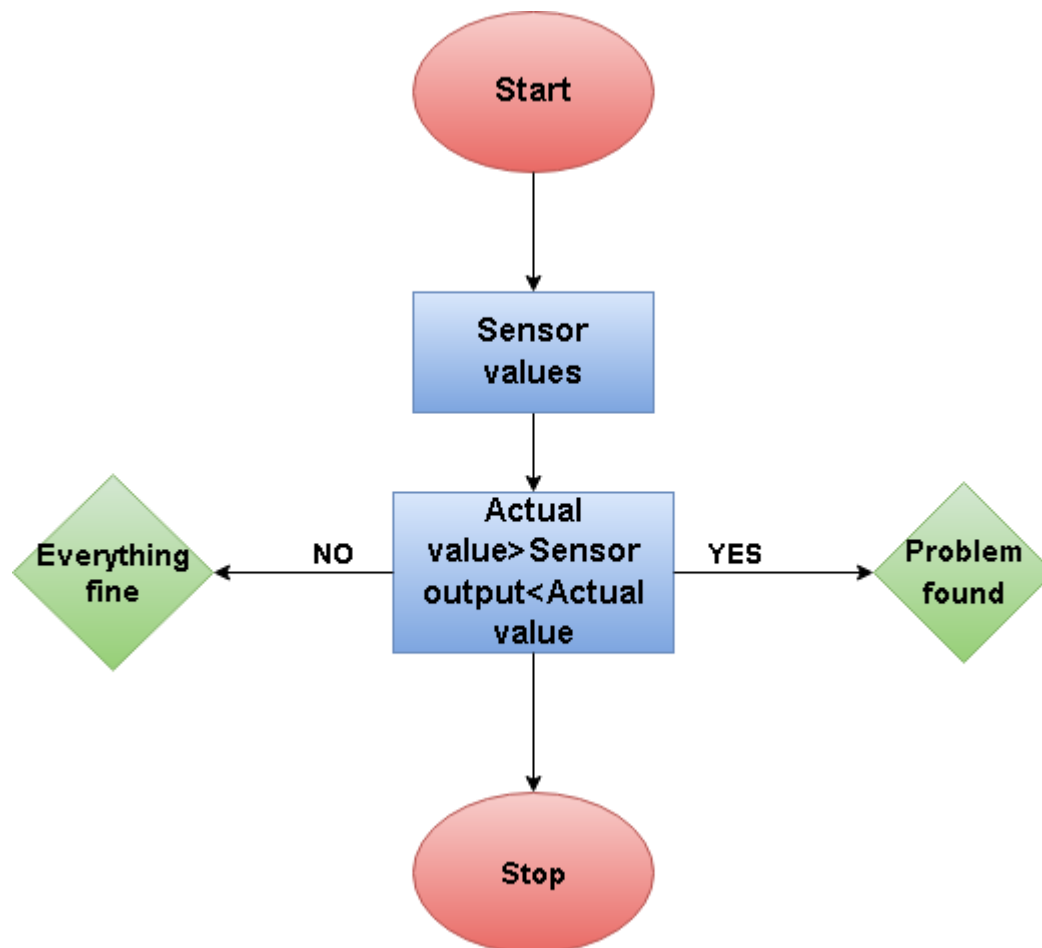 Start
Sensor
values
Actual
value>Sensor
output<Actual
value
NO
YES
Everything
fine
Problem
found
Stop